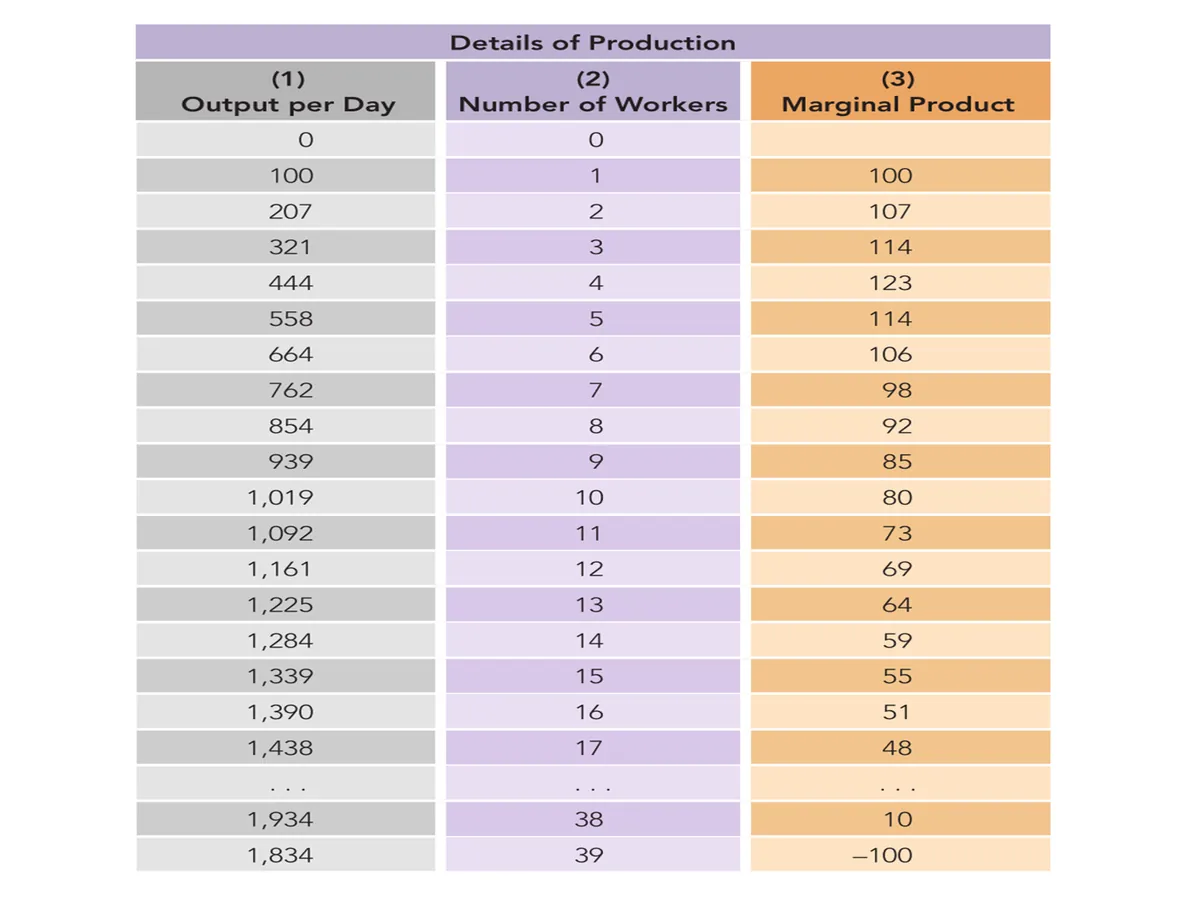 Details of Production
(1) (2) (3)
Output per Day Number of Workers Marginal Product
0 0
100 1 100
207 2 107
321 3 114
444 4 123
558 5 114
664 6 106
762 7 98
854 8 92
939 9 85
1,019 10 80
1,092 11 73
1,161 12 69
1,225 13 64
1,284 14 59
1,339 15 55
1,390 16 51
1,438 17 48
. . . . . . . . .
1,934 38 10
1,834 39 –100